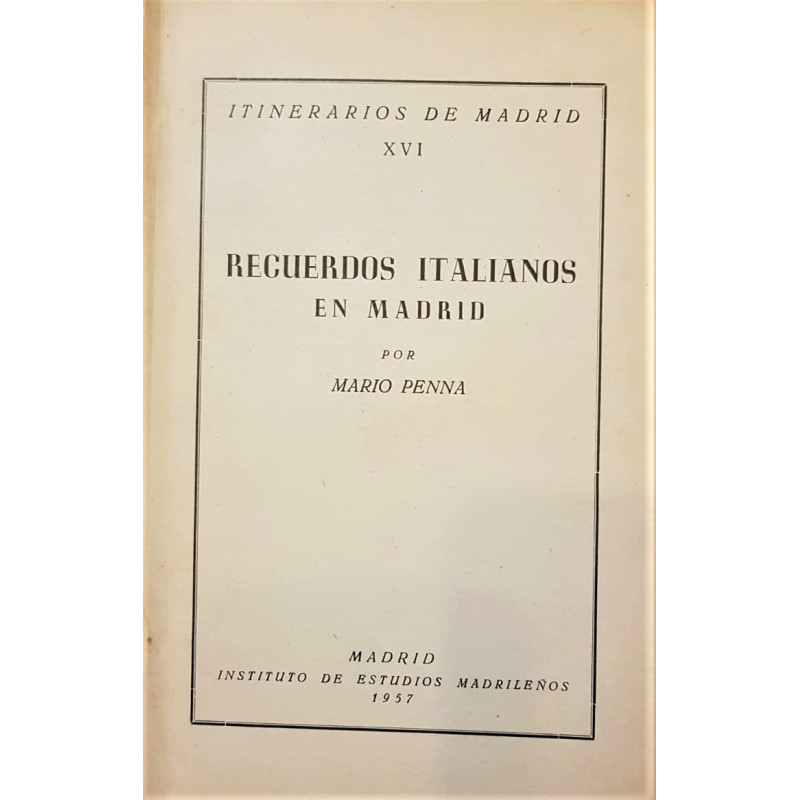 ITINERARIOS DE MADRID
XVI
RECUERDOS ITALIANOS
EN MADRID
POR
MARIO PENNA
MADRID
INSTITUTO DE ESTUDIOS MADRILEÑOS
1957